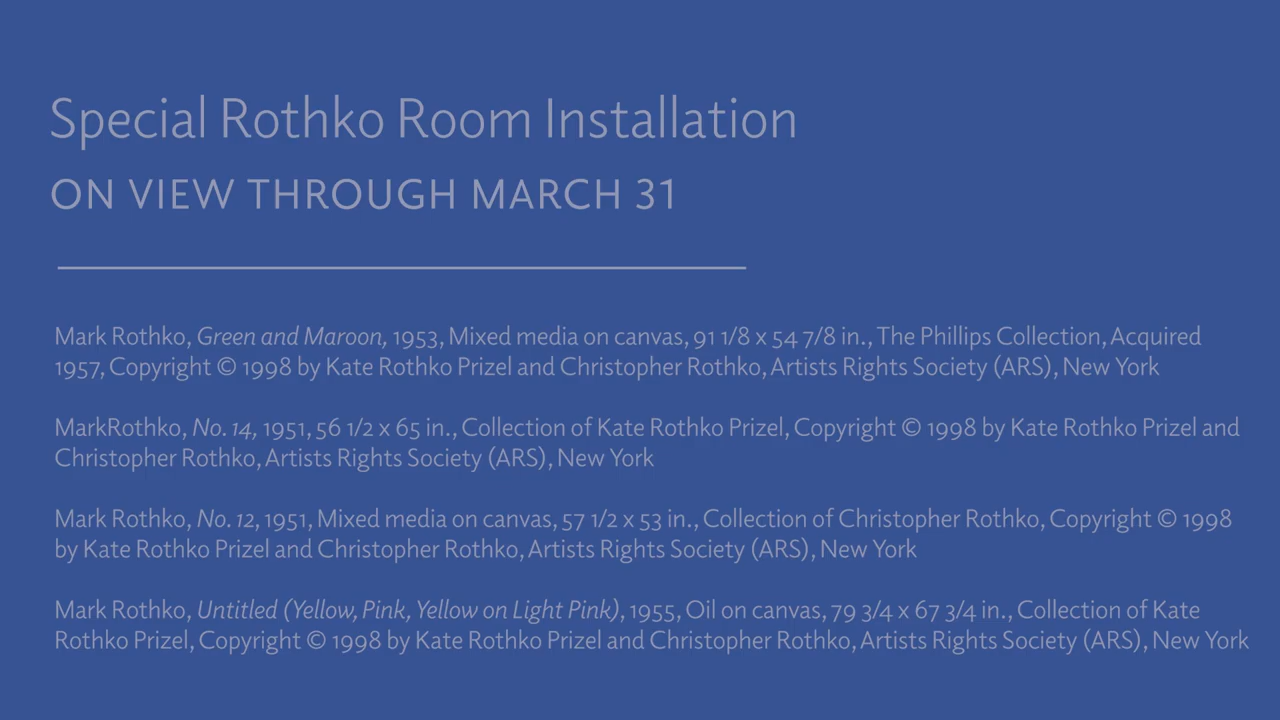 Special Rothko Room Installation
ON VIEW THROUGH MARCH 31
Mark Rothko, Green and Maroon, 1953, Mixed media on canvas, 91 1/8 x 54 7/8 in., The Phillips Collection, Acquired
1957, Copyright © 1998 by Kate Rothko Prizel and Christopher Rothko, Artists Rights Society (ARS), New York
MarkRothko, No. 14, 1951, 56 1/2 x 65 in., Collection of Kate Rothko Prizel, Copyright © 1998 by Kate Rothko Prizel and
Christopher Rothko, Artists Rights Society (ARS), New York
Mark Rothko, No. 12, 1951, Mixed media on canvas, 57 1/2 x 53 in., Collection of Christopher Rothko, Copyright © 1998
by Kate Rothko Prizel and Christopher Rothko, Artists Rights Society (ARS), New York
Mark Rothko, Untitled (Yellow, Pink, Yellow on Light Pink), 1955, Oil on canvas, 79 3/4 x 67 3/4 in., Collection of Kate
Rothko Prizel, Copyright © 1998 by Kate Rothko Prizel and Christopher Rothko, Artists Rights Society (ARS), New York